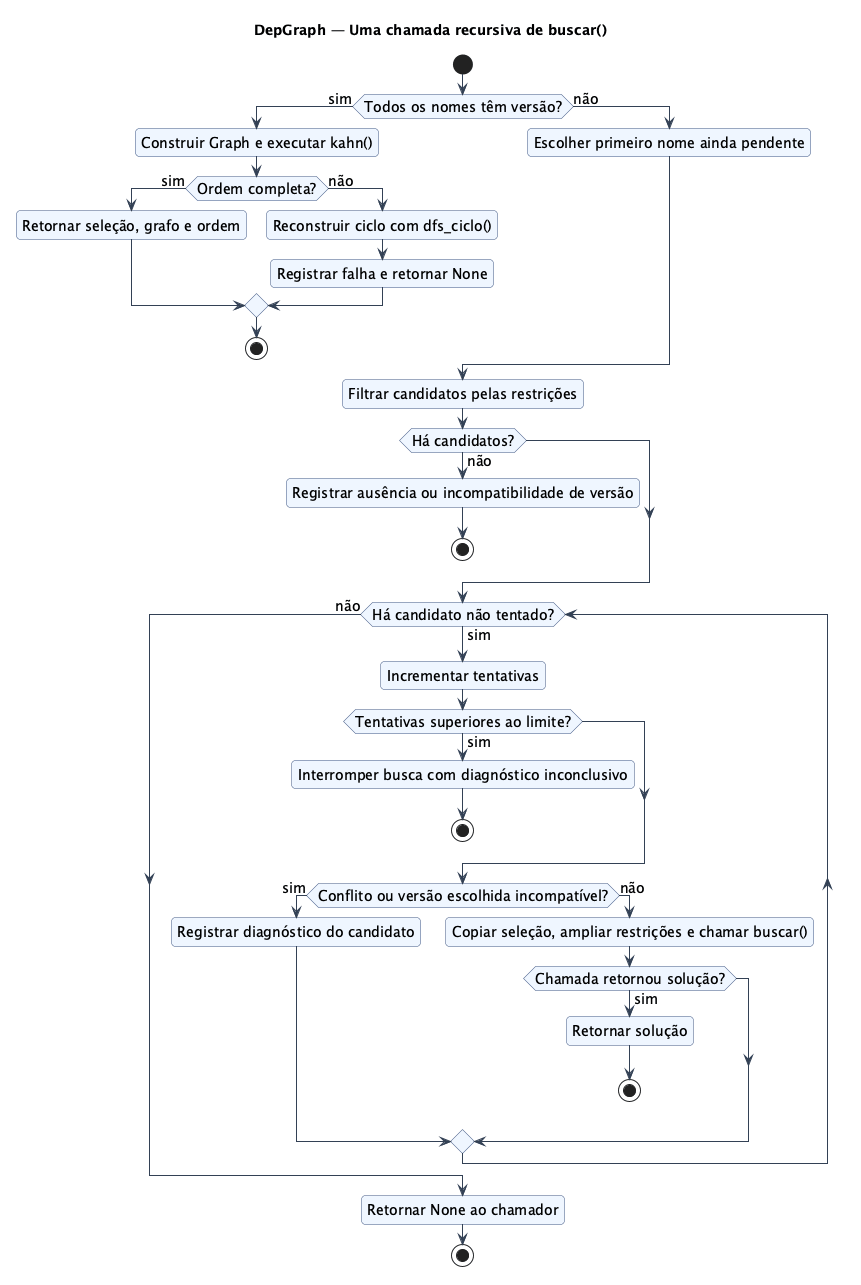 DepGraph — Uma chamada recursiva de buscar()
Todos os nomes têm versão?
sim
não
Construir Graph e executar kahn()
Escolher primeiro nome ainda pendente
Ordem completa?
sim
não
Retornar seleção, grafo e ordem
Reconstruir ciclo com dfs_ciclo()
Registrar falha e retornar None
Filtrar candidatos pelas restrições
Há candidatos?
não
Registrar ausência ou incompatibilidade de versão
Há candidato não tentado?
não
sim
Incrementar tentativas
Tentativas superiores ao limite?
sim
Interromper busca com diagnóstico inconclusivo
Conflito ou versão escolhida incompatível?
sim
não
Registrar diagnóstico do candidato
Copiar seleção, ampliar restrições e chamar buscar()
Chamada retornou solução?
sim
Retornar solução
Retornar None ao chamador